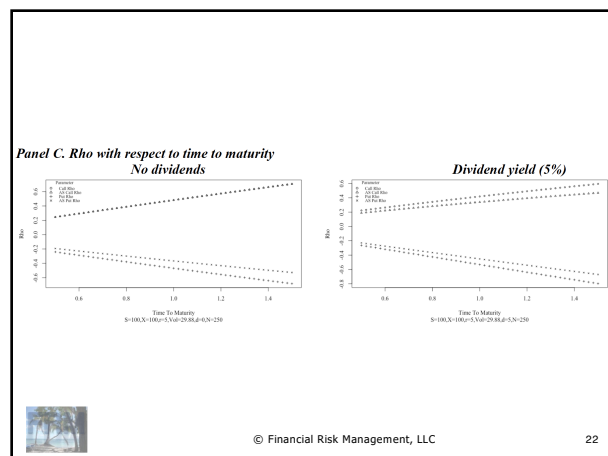 Panel C. Rho with respect to time to maturity
No dividends
Parameter
Call Rho
AS Call Rho
Put Rho
AS Put Rho
0.6
0.4
0.2
0.0
-0.2
-0.4
-0.6
Rho
0.6
0.8
1.0
1.2
1.4
Time To Maturity
S=100,X=100,r=5,Vol=29.88,d=0,N=250
Dividend yield (5%)
Parameter
Call Rho
AS Call Rho
Put Rho
AS Put Rho
0.6
0.4
0.2
0.0
-0.2
-0.4
-0.6
-0.8
Rho
0.6
0.8
1.0
1.2
1.4
Time To Maturity
S=100,X=100,r=5,Vol=29.88,d=5,N=250
© Financial Risk Management, LLC
22